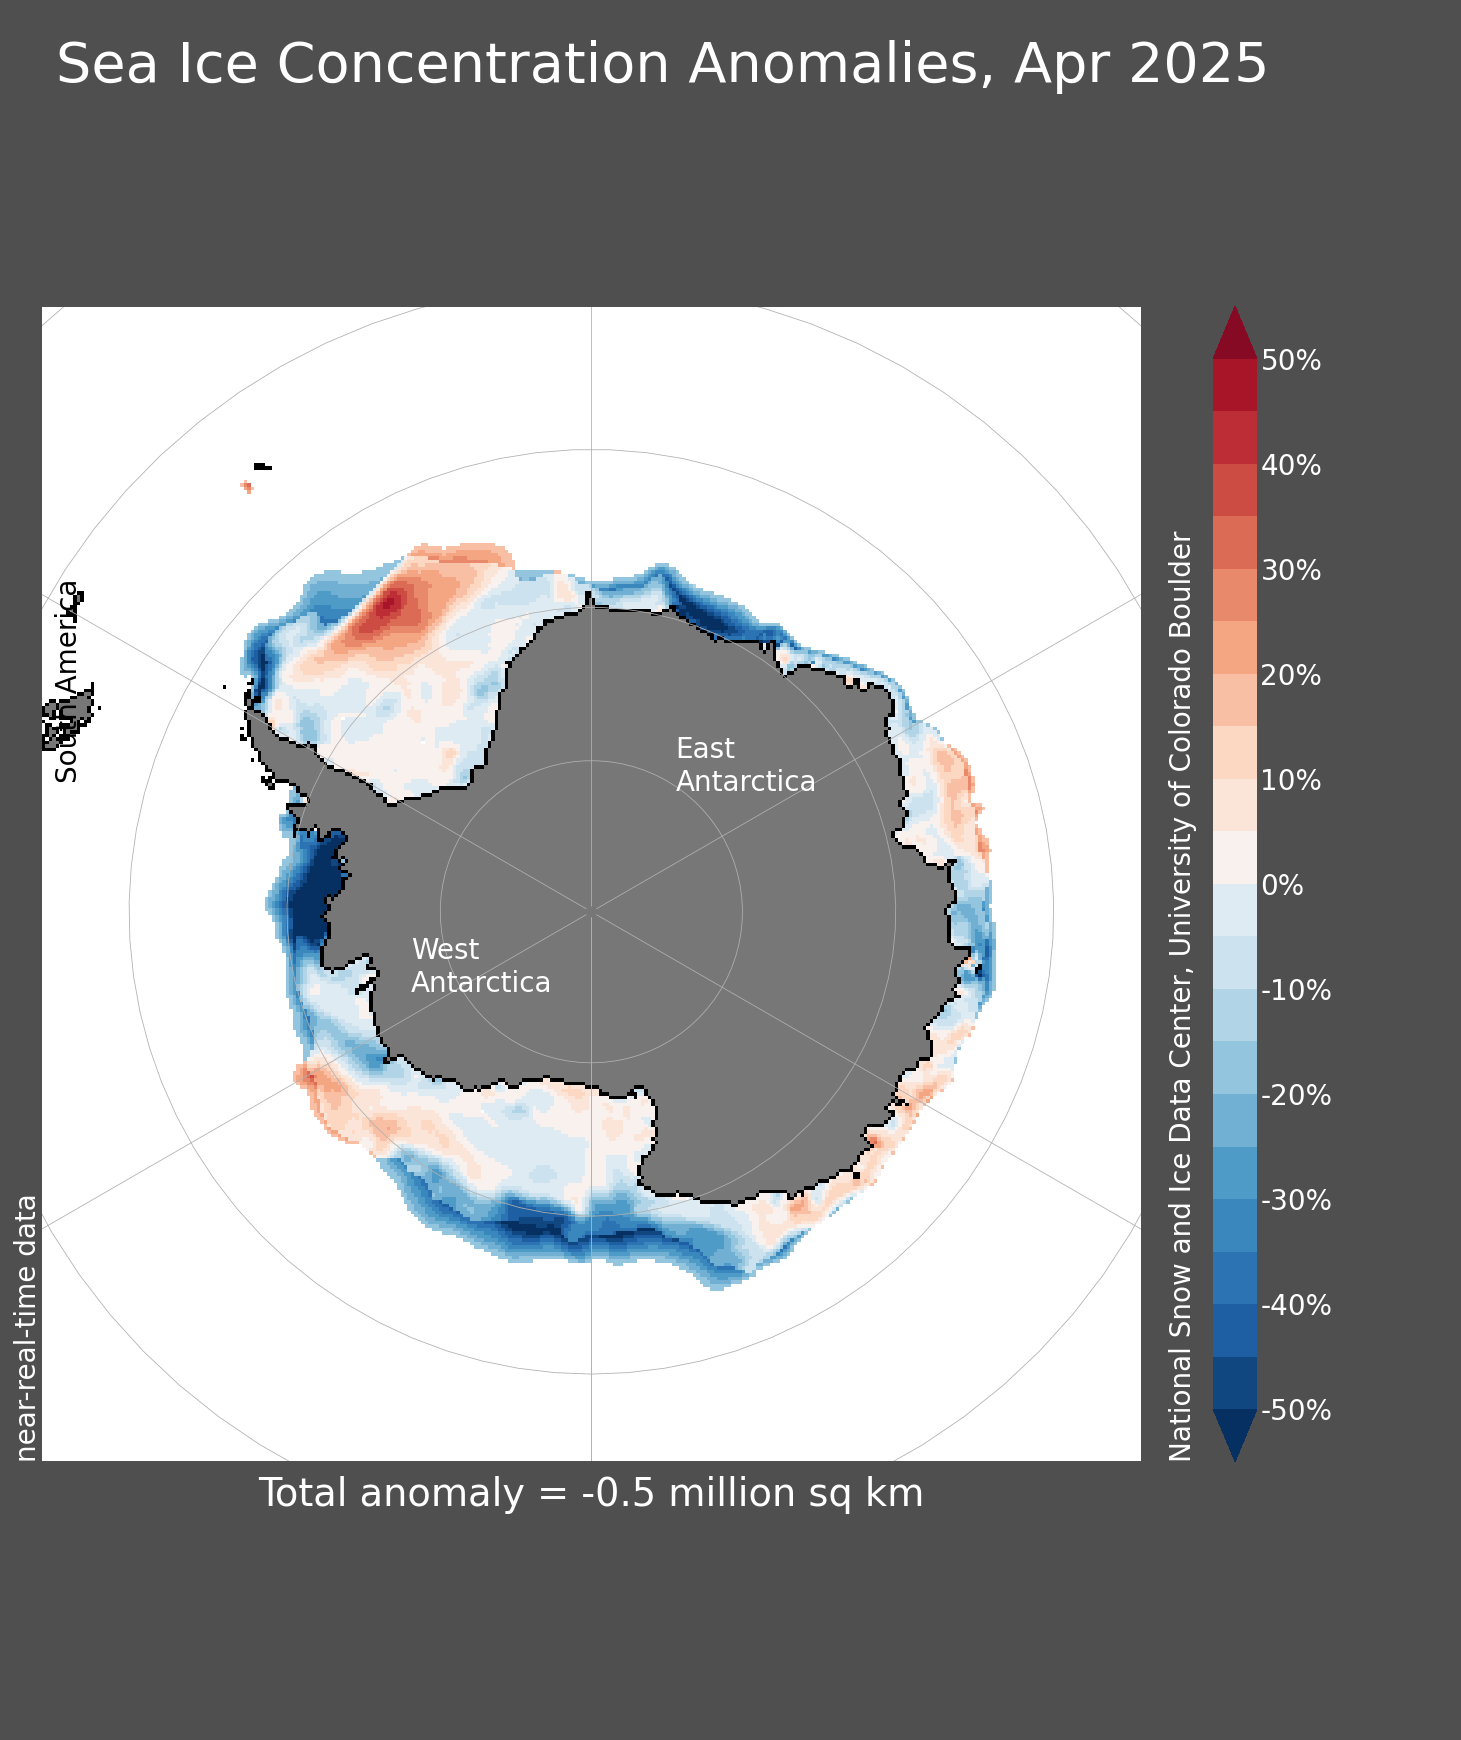 Sea Ice Concentration Anomalies, Apr 2025
South America
East
Antarctica
West
Antarctica
near-real-time data
National Snow and Ice Data Center, University of Colorado Boulder
50%
40%
30%
20%
10%
0%
-10%
-20%
-30%
-40%
-50%
Total anomaly = -0.5 million sq km